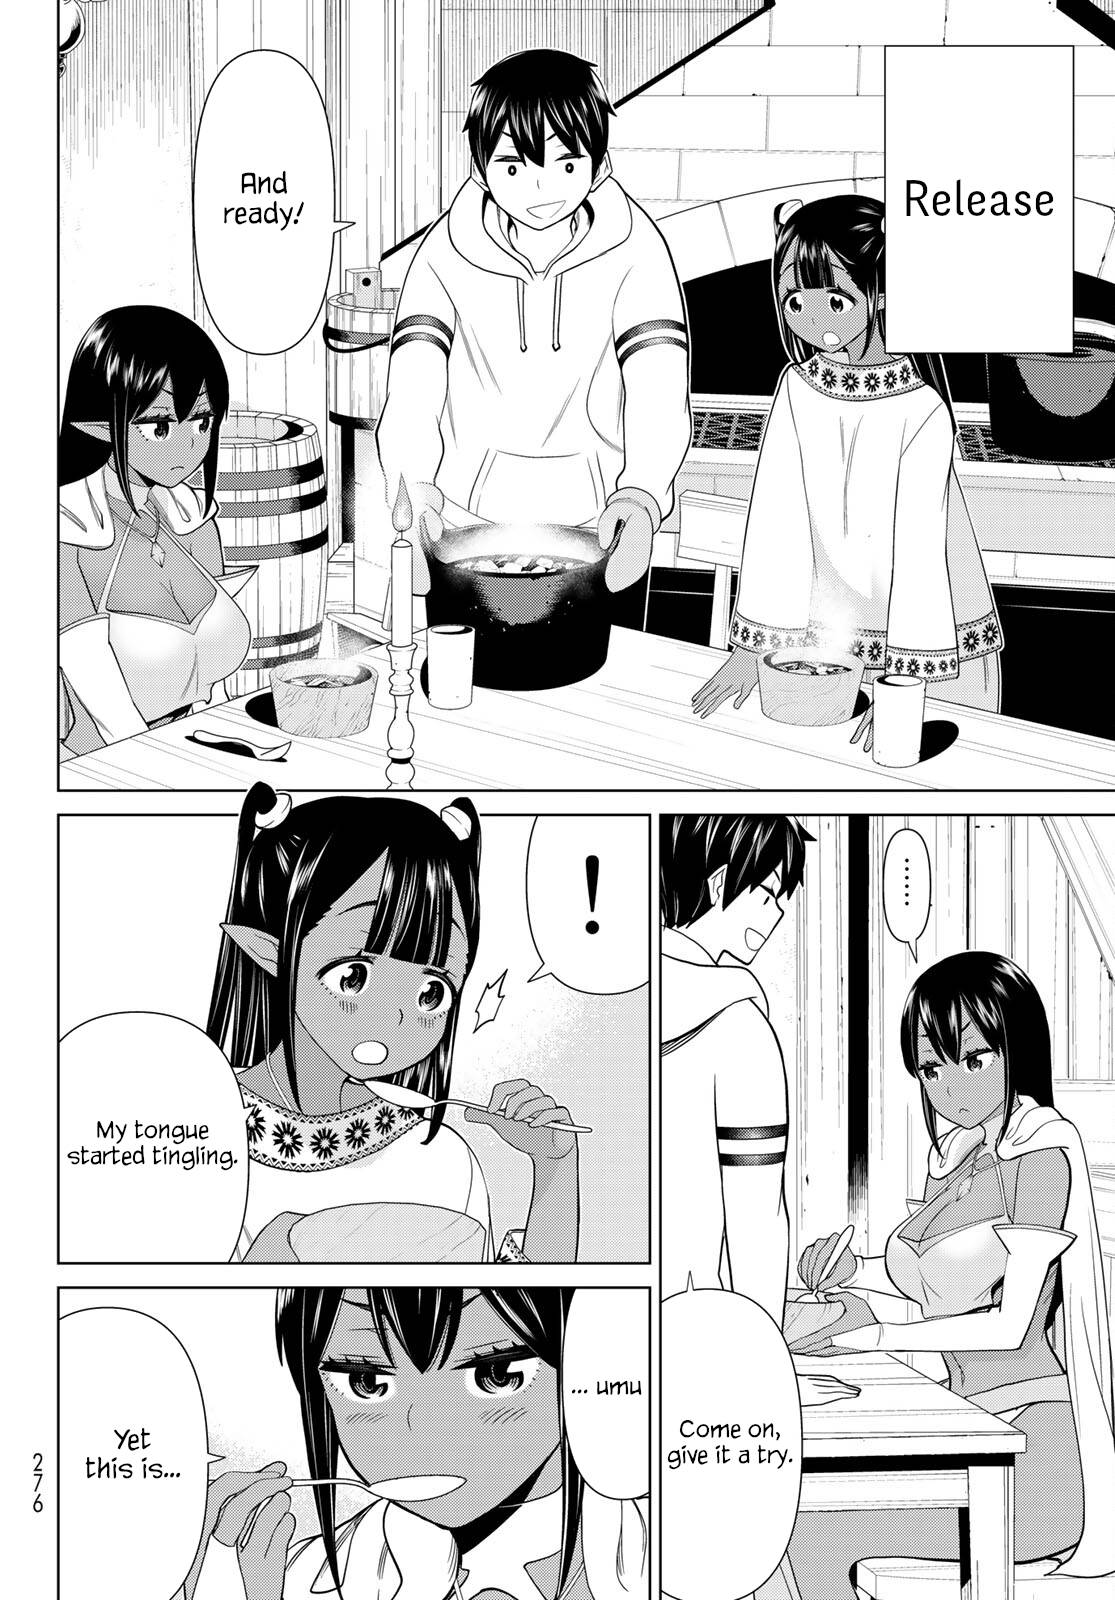 Release
And
ready!
......
Come on,
give it a try.
!
My tongue
started tingling.
... umu
Yet
this is...
276